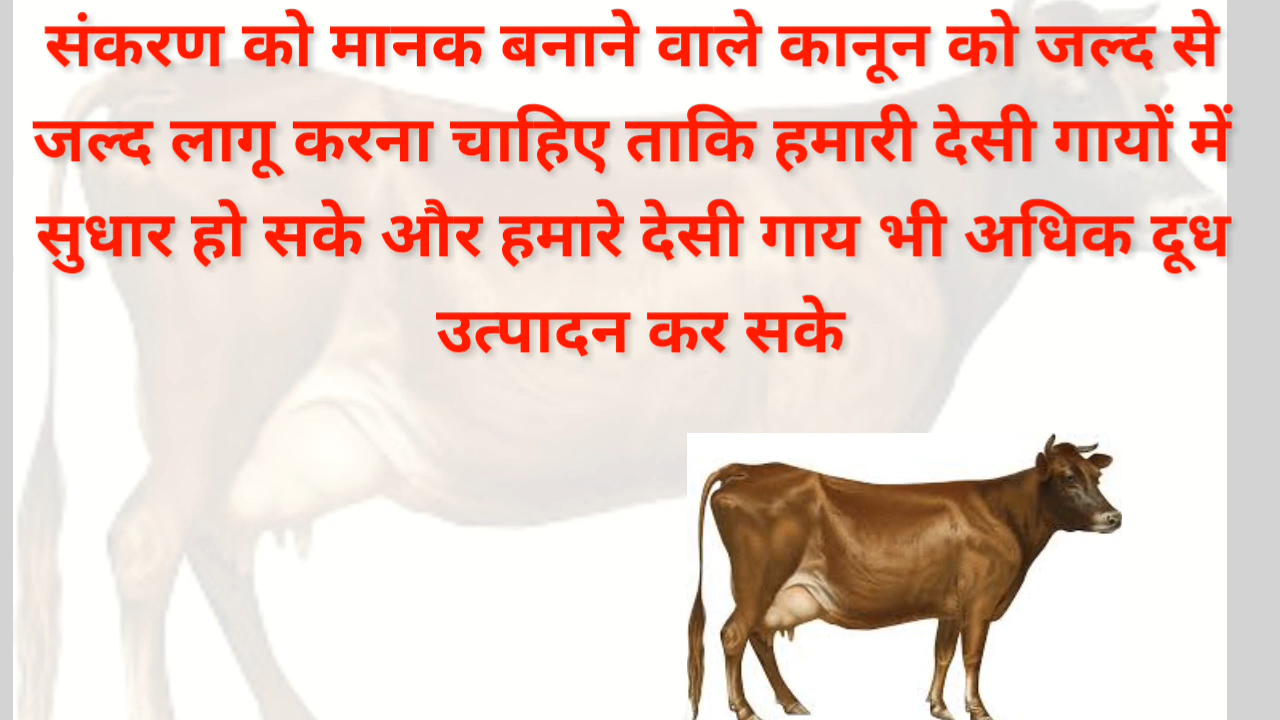 संकरण को मानक बनाने वाले कानून को जल्द से
जल्द लागू करना चाहिए ताकि हमारी देसी गायों में
सुधार हो सके और हमारे देसी गाय भी अधिक दूध
उत्पादन कर सके